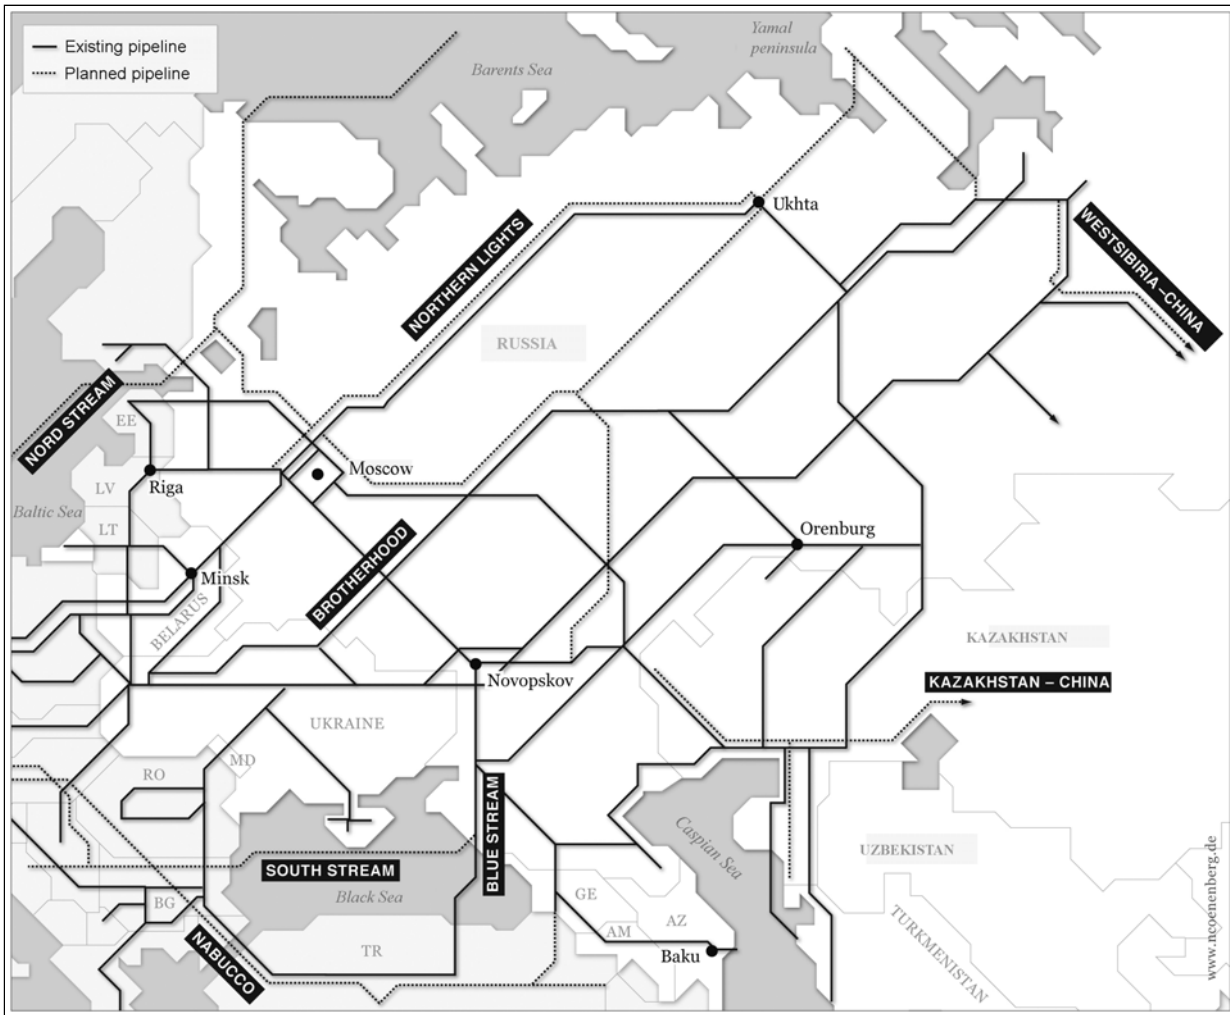 Existing pipeline
Planned pipeline
Yamal
peninsula
Barents Sea
Ukhta
NORTHERN LIGHTS
WESTSIBIRIA –CHINA
RUSSIA
NORD STREAM
EE
Moscow
Riga
LV
Baltic Sea
LT
Orenburg
BROTHERHOOD
Minsk
BELARUS
KAZAKHSTAN
Novopskov
KAZAKHSTAN – CHINA
UKRAINE
MD
RO
BLUE STREAM
Caspian Sea
UZBEKISTAN
SOUTH STREAM
Black Sea
BG
GE
AZ
AM
TR
Baku
NABUCCO
TURKMENISTAN
www.ncoenenberg.de